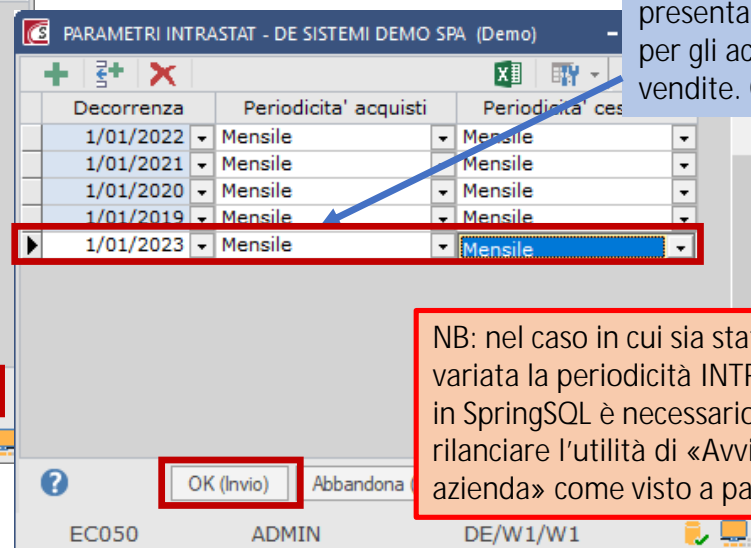 presenta
per gli ac
vendite.
PARAMETRI INTRASTAT - DE SISTEMI DEMO SPA (Demo)
Decorrenza Periodicita' acquisti Periodicita' ces
1/01/2022 Mensile Mensile
1/01/2021 Mensile Mensile
1/01/2020 Mensile Mensile
1/01/2019 Mensile Mensile
1/01/2023 Mensile Mensile
NB: nel caso in cui sia sta
variata la periodicità INT
in SpringSQL è necessario
rilanciare l'utilità di «Avvi
azienda» come visto a pa
OK (Invio) Abbandona (
EC050 ADMIN DE/W1/W1